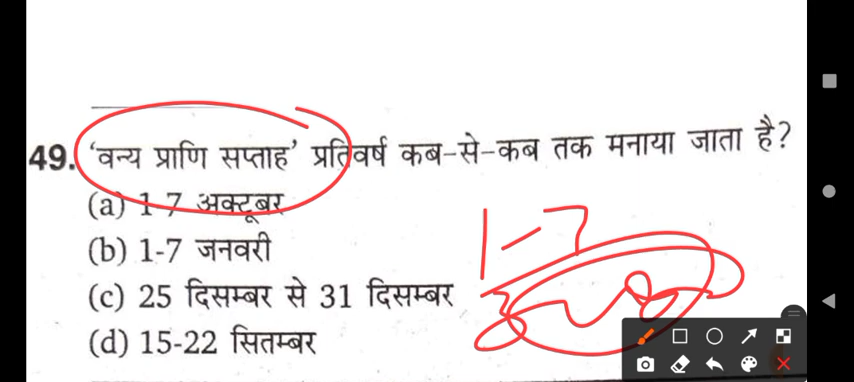 49. ‘वन्य प्राणि सप्ताह’ प्रतिवर्ष कब-से-कब तक मनाया जाता है?
(a) 1-7 अक्टूबर
(b) 1-7 जनवरी
(c) 25 दिसम्बर से 31 दिसम्बर
(d) 15-22 सितम्बर
1-7